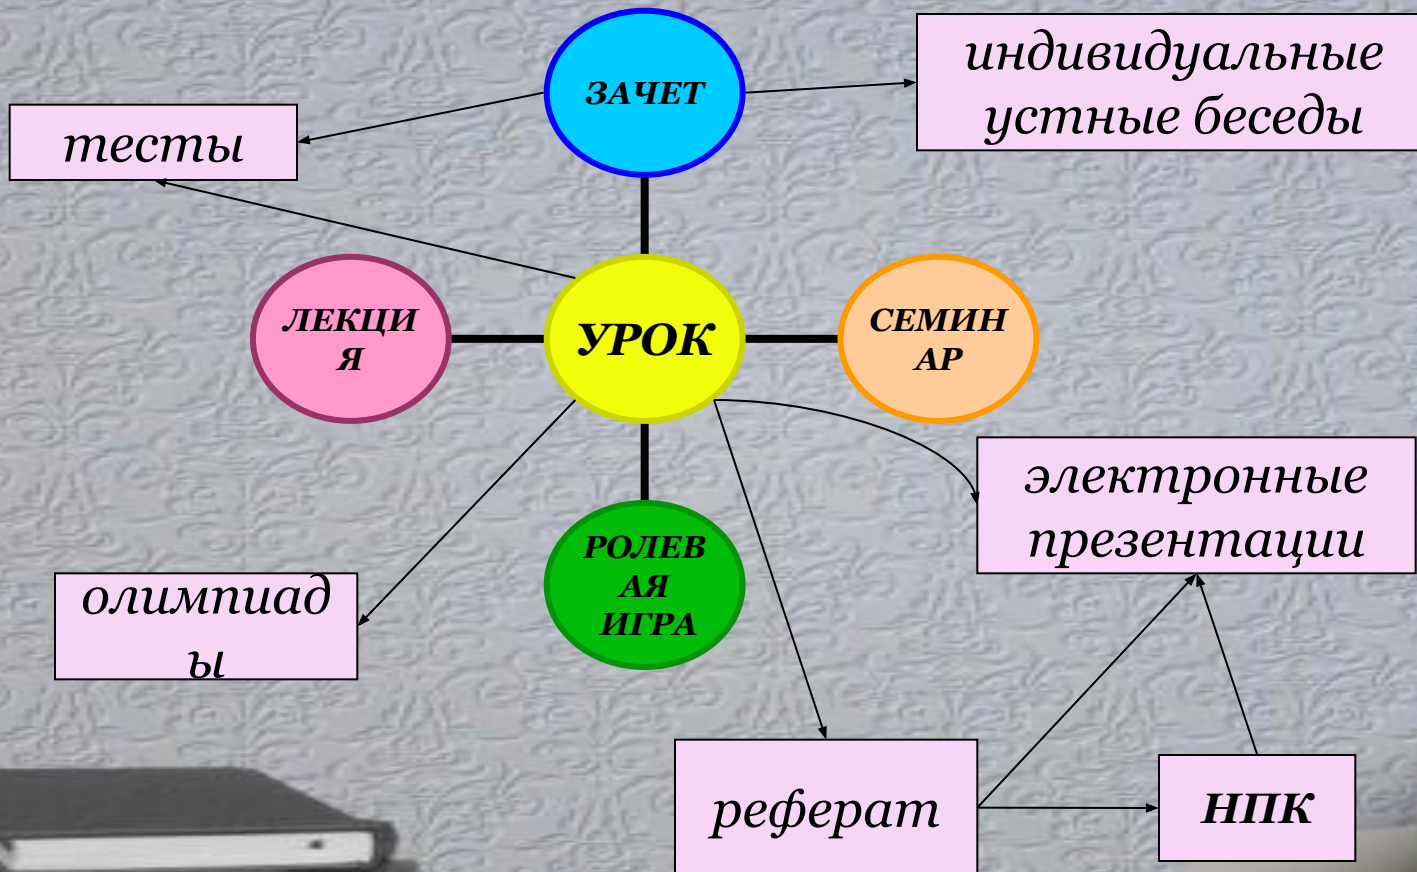 ЗАЧЕТ
индивидуальные
устные беседы
тесты
ЛЕКЦИ
Я
УРОК
СЕМИН
АР
электронные
презентации
РОЛЕВ
АЯ
ИГРА
олимпиад
ы
реферат
НПК